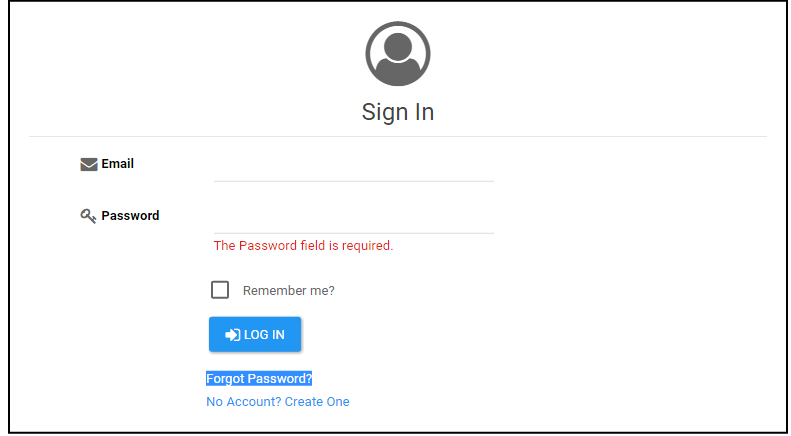 Sign In
Email
Password
The Password field is required.
Remember me?
LOG IN
Forgot Password?
No Account? Create One